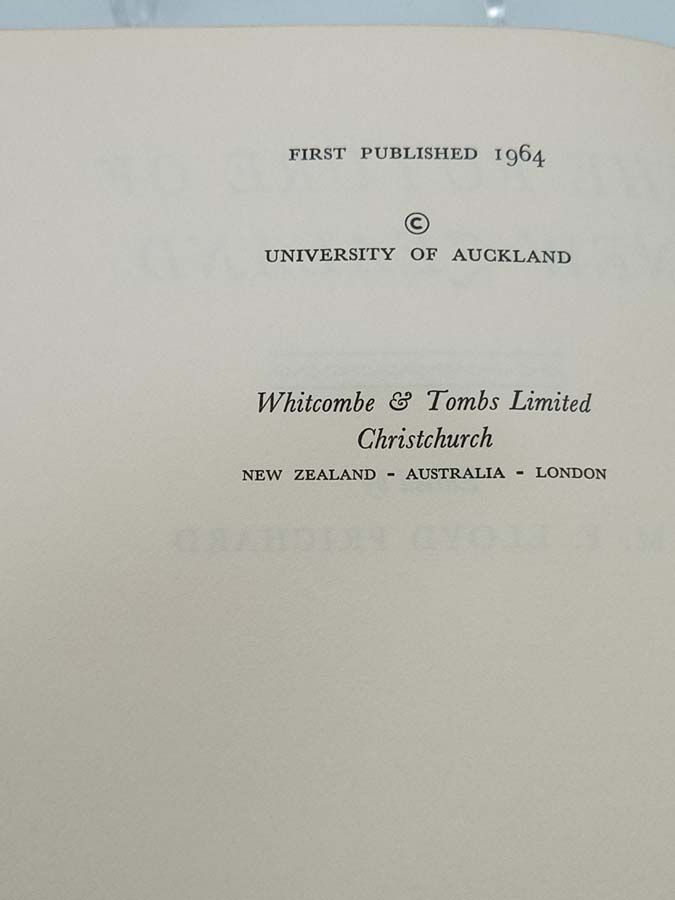 FIRST PUBLISHED 1964
©
UNIVERSITY OF AUCKLAND
Whitcombe & Tombs Limited
Christchurch
NEW ZEALAND - AUSTRALIA - LONDON